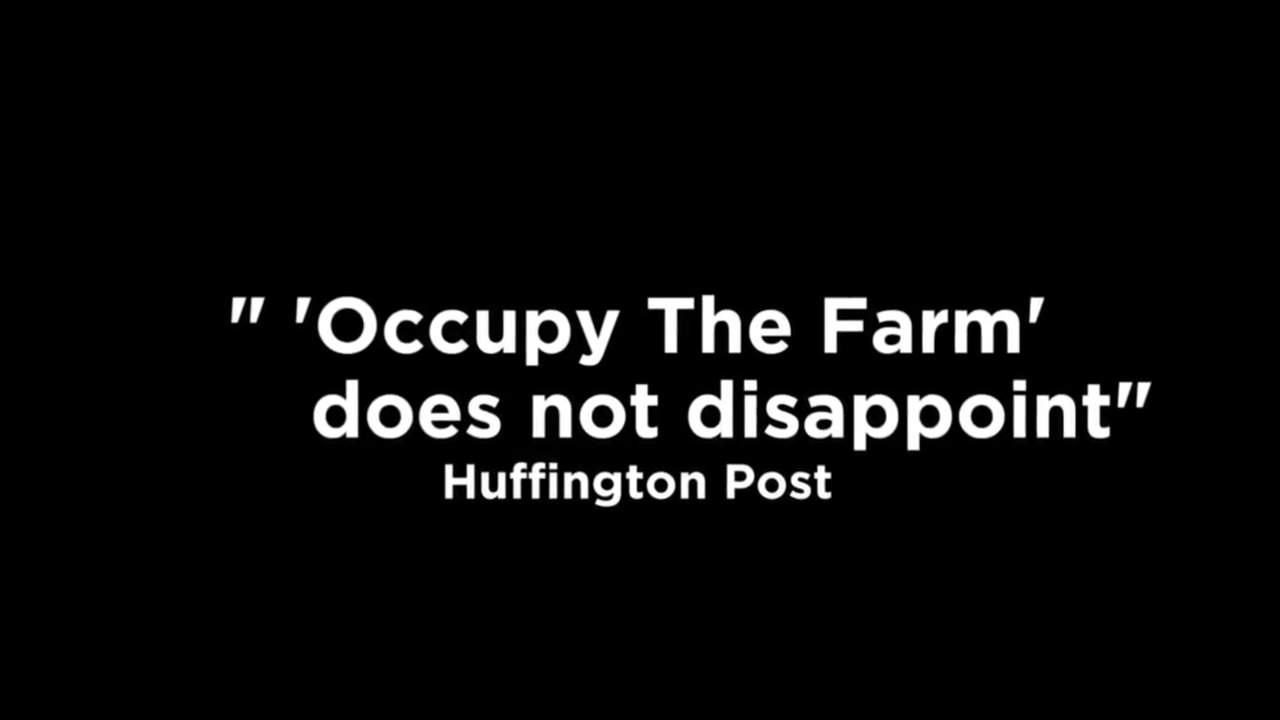 " 'Occupy The Farm'
does not disappoint"
Huffington Post